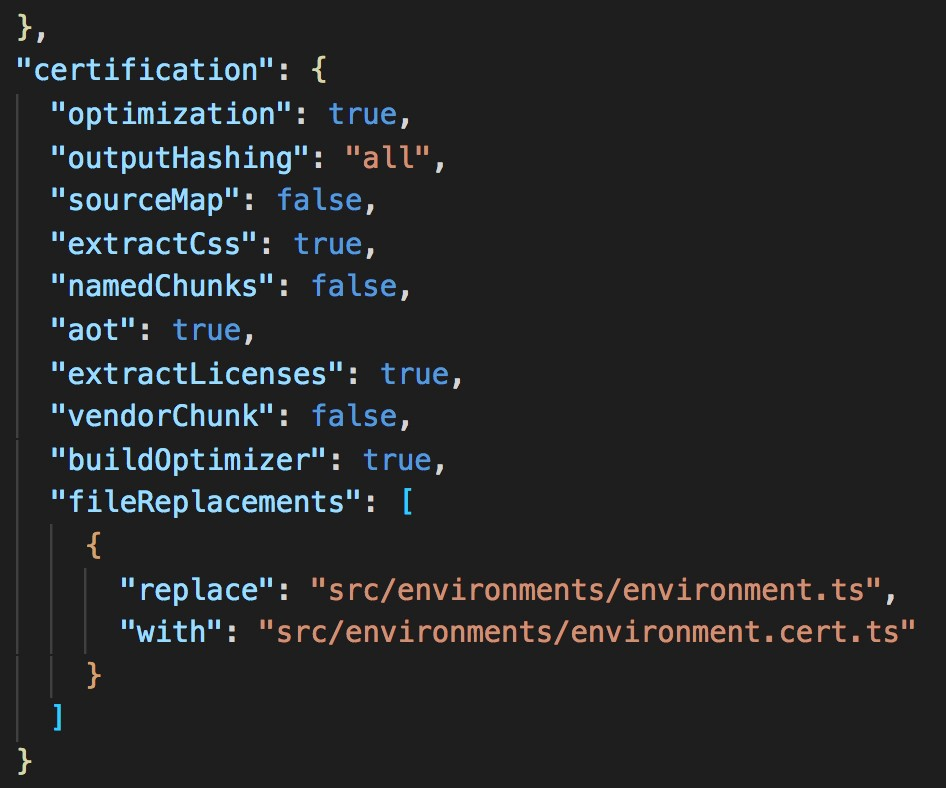 },
"certification": {
"optimization": true,
"outputHashing": "all",
"sourceMap": false,
"extractCss": true,
"namedChunks": false,
"aot": true,
"extractLicenses": true,
"vendorChunk": false,
"buildOptimizer": true,
"fileReplacements": [
{
"replace": "src/environments/environment.ts",
"with": "src/environments/environment.cert.ts"
}
]
}